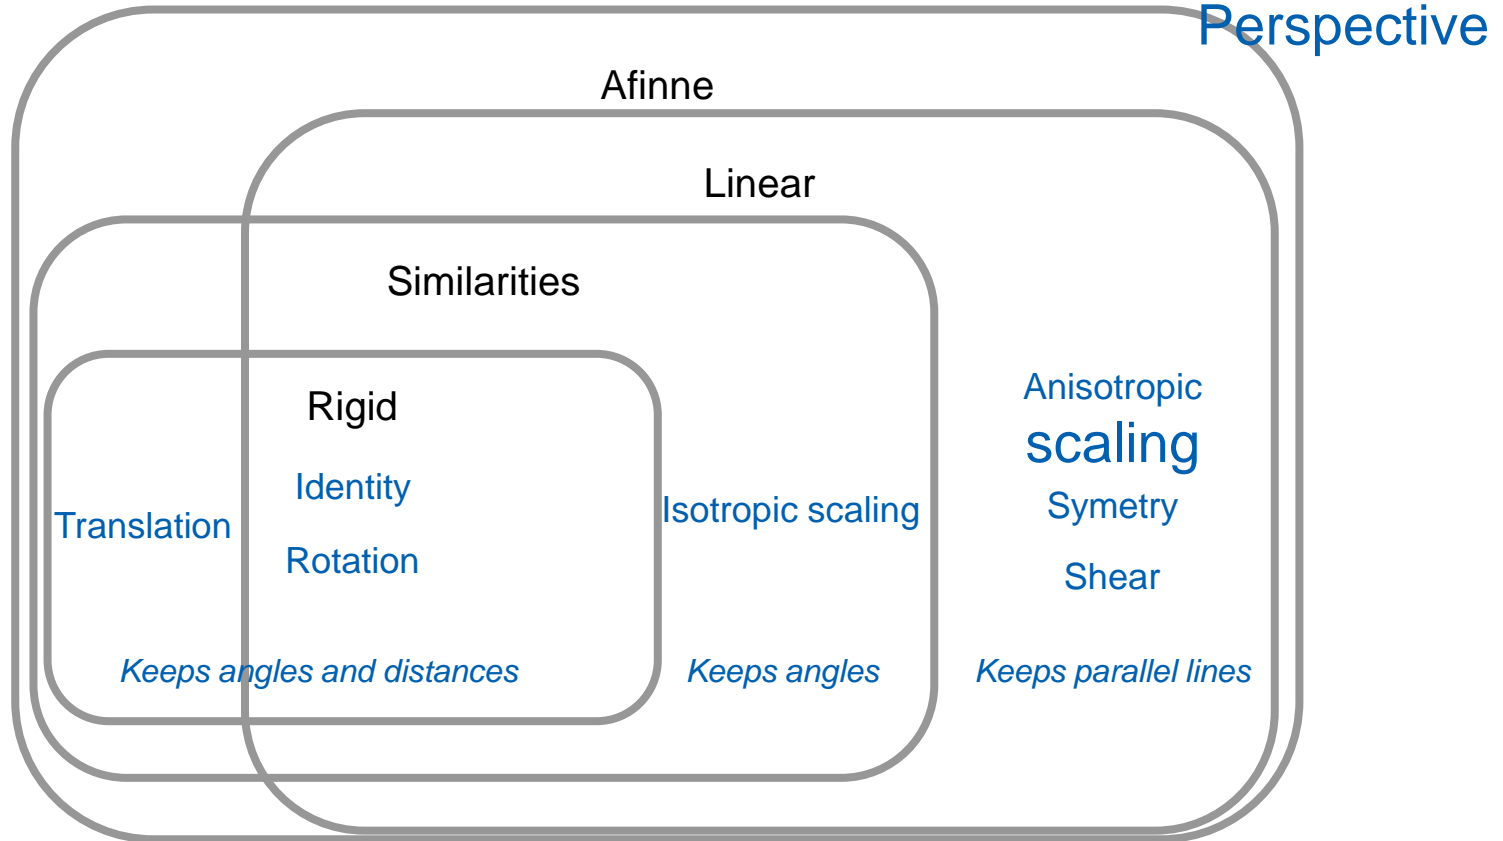 Perspective
Afinne
Linear
Similarities
Rigid
Identity
Translation
Rotation
Isotropic scaling
Anisotropic
scaling
Symetry
Shear
Keeps angles and distances
Keeps angles
Keeps parallel lines